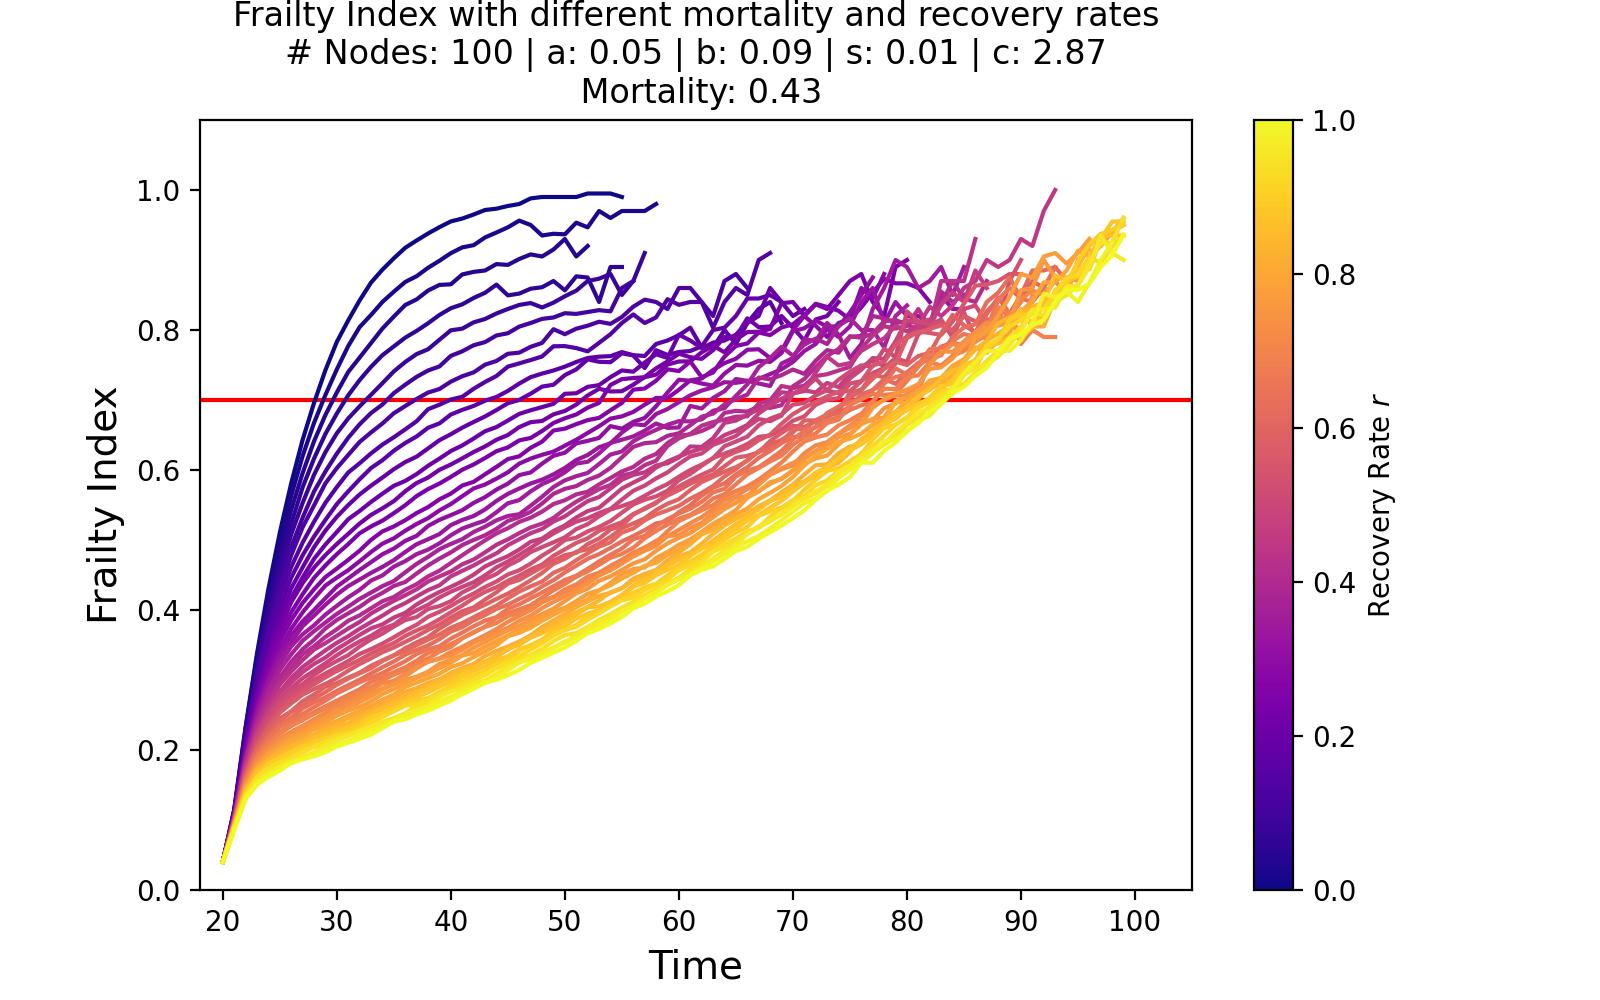 Frailty Index with different mortality and recovery rates
# Nodes: 100 | a: 0.05 | b: 0.09 | s: 0.01 | c: 2.87
Mortality: 0.43
1.0
0.8
0.6
0.4
0.2
0.0
Frailty Index
20 30 40 50 60 70 80 90 100
Time
1.0
0.8
0.6
0.4
0.2
0.0
Recovery Rate r